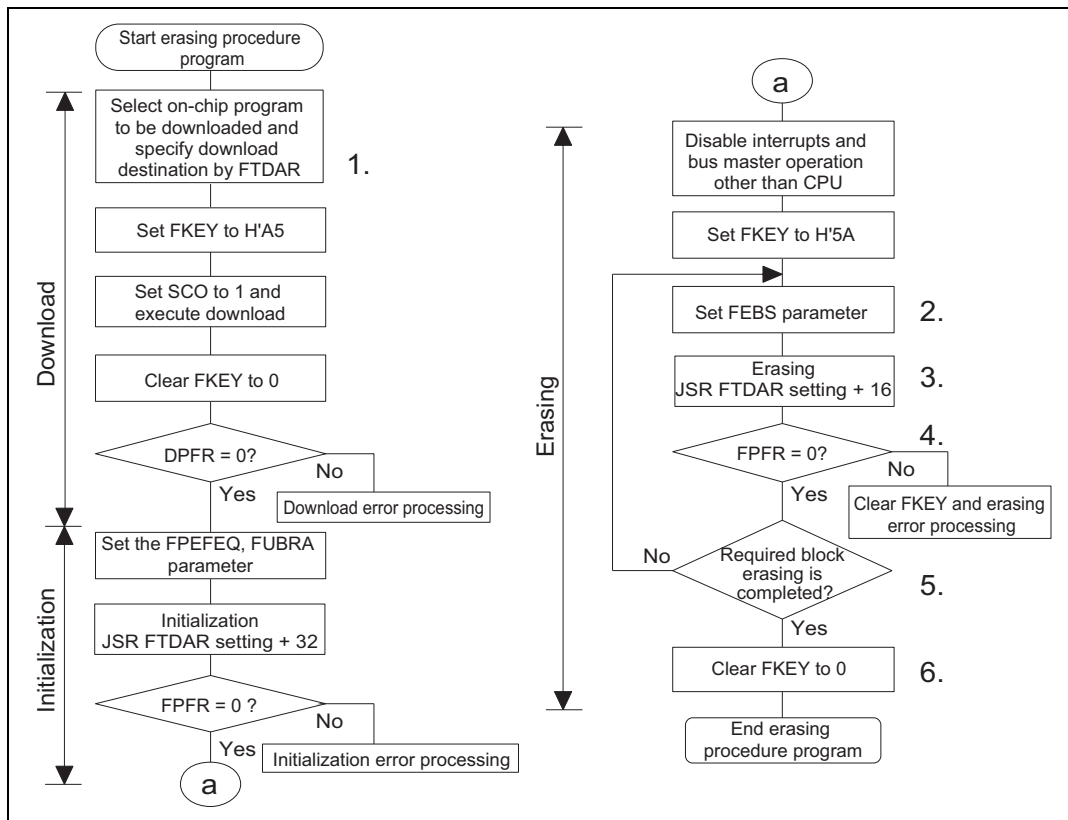 Start erasing procedure
program
Select on-chip program
to be downloaded and
specify download
destination by FTDAR
1.
Set FKEY to H'A5
Set SCO to 1 and
execute download
Clear FKEY to 0
DPFR = 0?
No
Yes
Download error processing
Download
Set the FPEFEQ, FUBRA
parameter
Initialization
JSR FTDAR setting + 32
FPFR = 0 ?
No
Yes
Initialization error processing
Initialization
a
a
Disable interrupts and
bus master operation
other than CPU
Set FKEY to H'5A
Set FEBS parameter
2.
Erasing
JSR FTDAR setting + 16
3.
4.
FPFR = 0?
No
Yes
Clear FKEY and erasing
error processing
Erasing
No
Required block
erasing is
completed?
5.
Yes
Clear FKEY to 0
6.
End erasing
procedure program